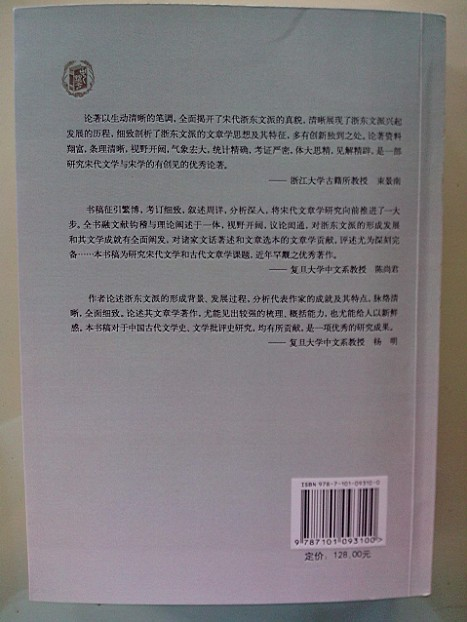 论著以生动清晰的笔调，全面揭开了宋代浙东文派的真貌，清晰展现了浙东文派兴起
发展的历程，细致剖析了浙东文派的文章学思想及其特征，多有创新独到之处。论著资料
翔富，条理清晰，视野开阔，气象宏大，统计精确，考证严密，体大思精，见解精辟，是一部
研究宋代文学与宋学的有创见的优秀论著。
——浙江大学古籍所教授 束景南
书稿征引繁博，考订细致，叙述周详，分析深入，将宋代文章学研究向前推进了一大
步。全书融文献钩稽与理论阐述于一体，视野开阔，议论闳通，对浙东文派的形成发展
和其文学成就有全面阐发，对诸家文话著述和文章选本的文章学贡献，评述尤为深刻完
备……本书稿为研究宋代文学和古代文章学课题，近年罕觏之优秀著作。
——复旦大学中文系教授 陈尚君
作者论述浙东文派的形成背景、发展过程，分析代表作家的成就及其特点，脉络清
晰，全面细致。论述其文章学著作，尤能见出较强的梳理、概括能力，也尤能给人以新鲜
感。本书稿对于中国古代文学史、文学批评史研究，均有所贡献，是一项优秀的研究成果。
——复旦大学中文系教授 杨 明
ISBN 978-7-101-09310-0
9 787101 093100>
定价：128.00元